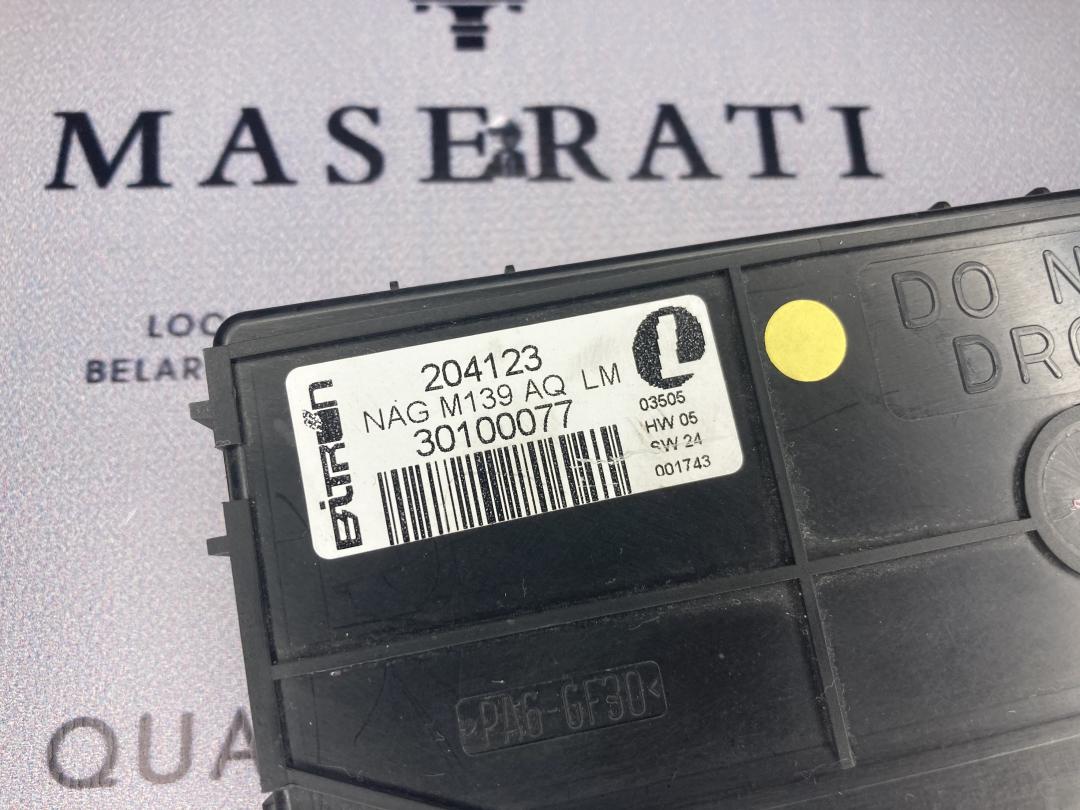 MASERATI
LOC
BELAR
QUA
BITRON
204123
NAG M139 AQ LM
30100077
03505
HW 05
SW 24
001743
DO N
DRO
>PA6-GF30<